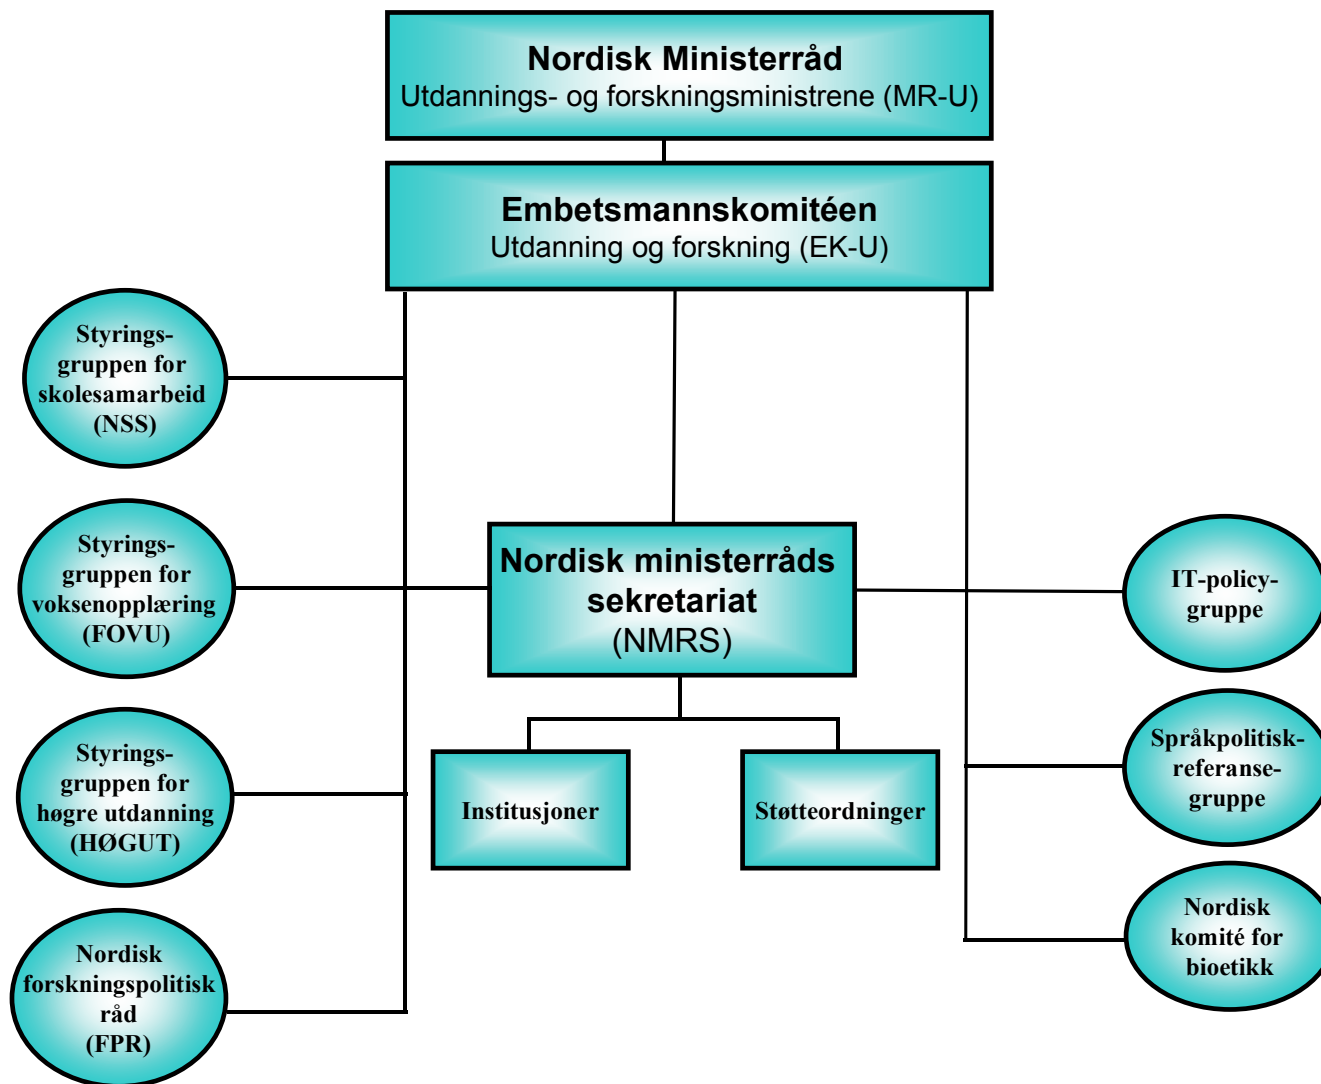 Nordisk Ministerråd
Utdannings- og forskningsministrene (MR-U)
Embetsmannskomitéen
Utdanning og forskning (EK-U)
Styrings-
gruppen for
skolesamarbeid
(NSS)
Styrings-
gruppen for
voksenopplæring
(FOVU)
Styrings-
gruppen for
høgre utdanning
(HØGUT)
Nordisk
forskningspolitisk
råd
(FPR)
Nordisk ministerråds
sekretariat
(NMRS)
Institusjoner
Støtteordninger
IT-policy-
gruppe
Språkpolitisk-
referanse-
gruppe
Nordisk
komité for
bioetikk